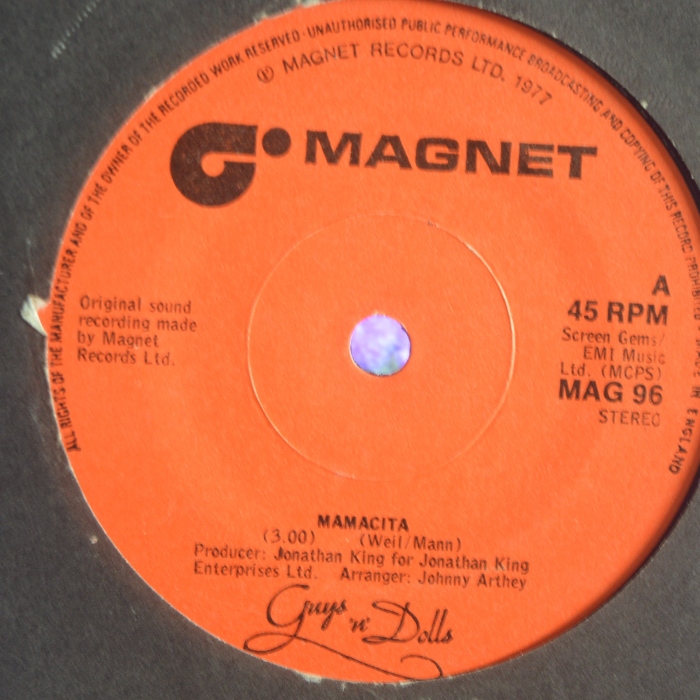 ALL RIGHTS OF THE MANUFACTURER AND OF THE OWNER OF THE RECORDED WORK RESERVED · UNAUTHORISED PUBLIC PERFORMANCE BROADCASTING AND COPYING OF THIS RECORD PROHIBITED MADE IN ENGLAND
℗ MAGNET RECORDS LTD. 1977
MAGNET
Original sound
recording made
by Magnet
Records Ltd.
A
45 RPM
Screen Gems/
EMI Music
Ltd. (MCPS)
MAG 96
STEREO
MAMACITA
(3.00) (Weil/Mann)
Producer: Jonathan King for Jonathan King
Enterprises Ltd. Arranger: Johnny Arthey
Guys 'n' Dolls